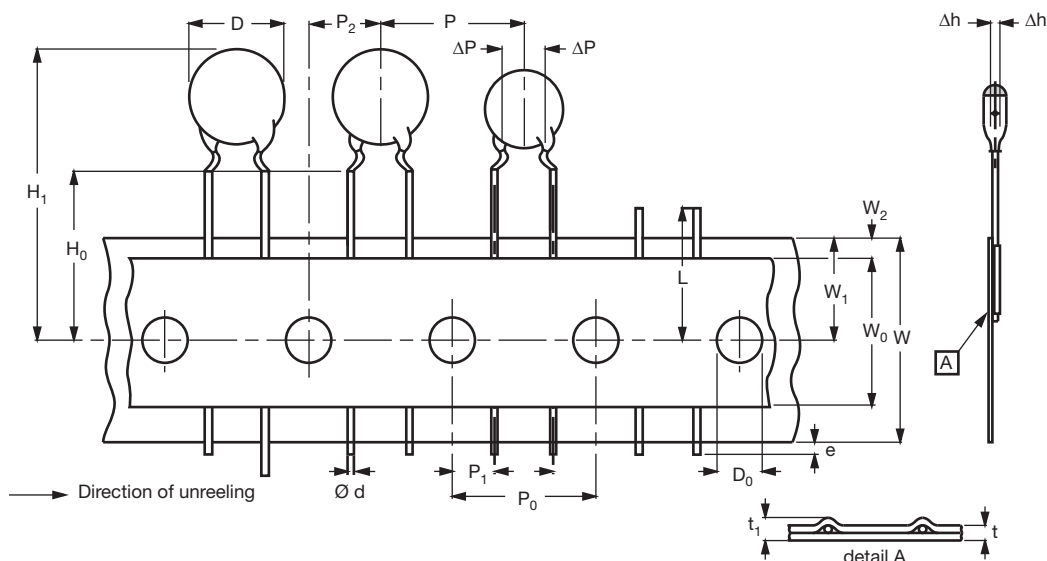 D
P₂
P
ΔP
ΔP
Δh
Δh
H₁
H₀
W₂
L
W₁
W₀
W
A
e
P₁
D₀
Ø d
P₀
Direction of unreeling
t₁
t
detail A